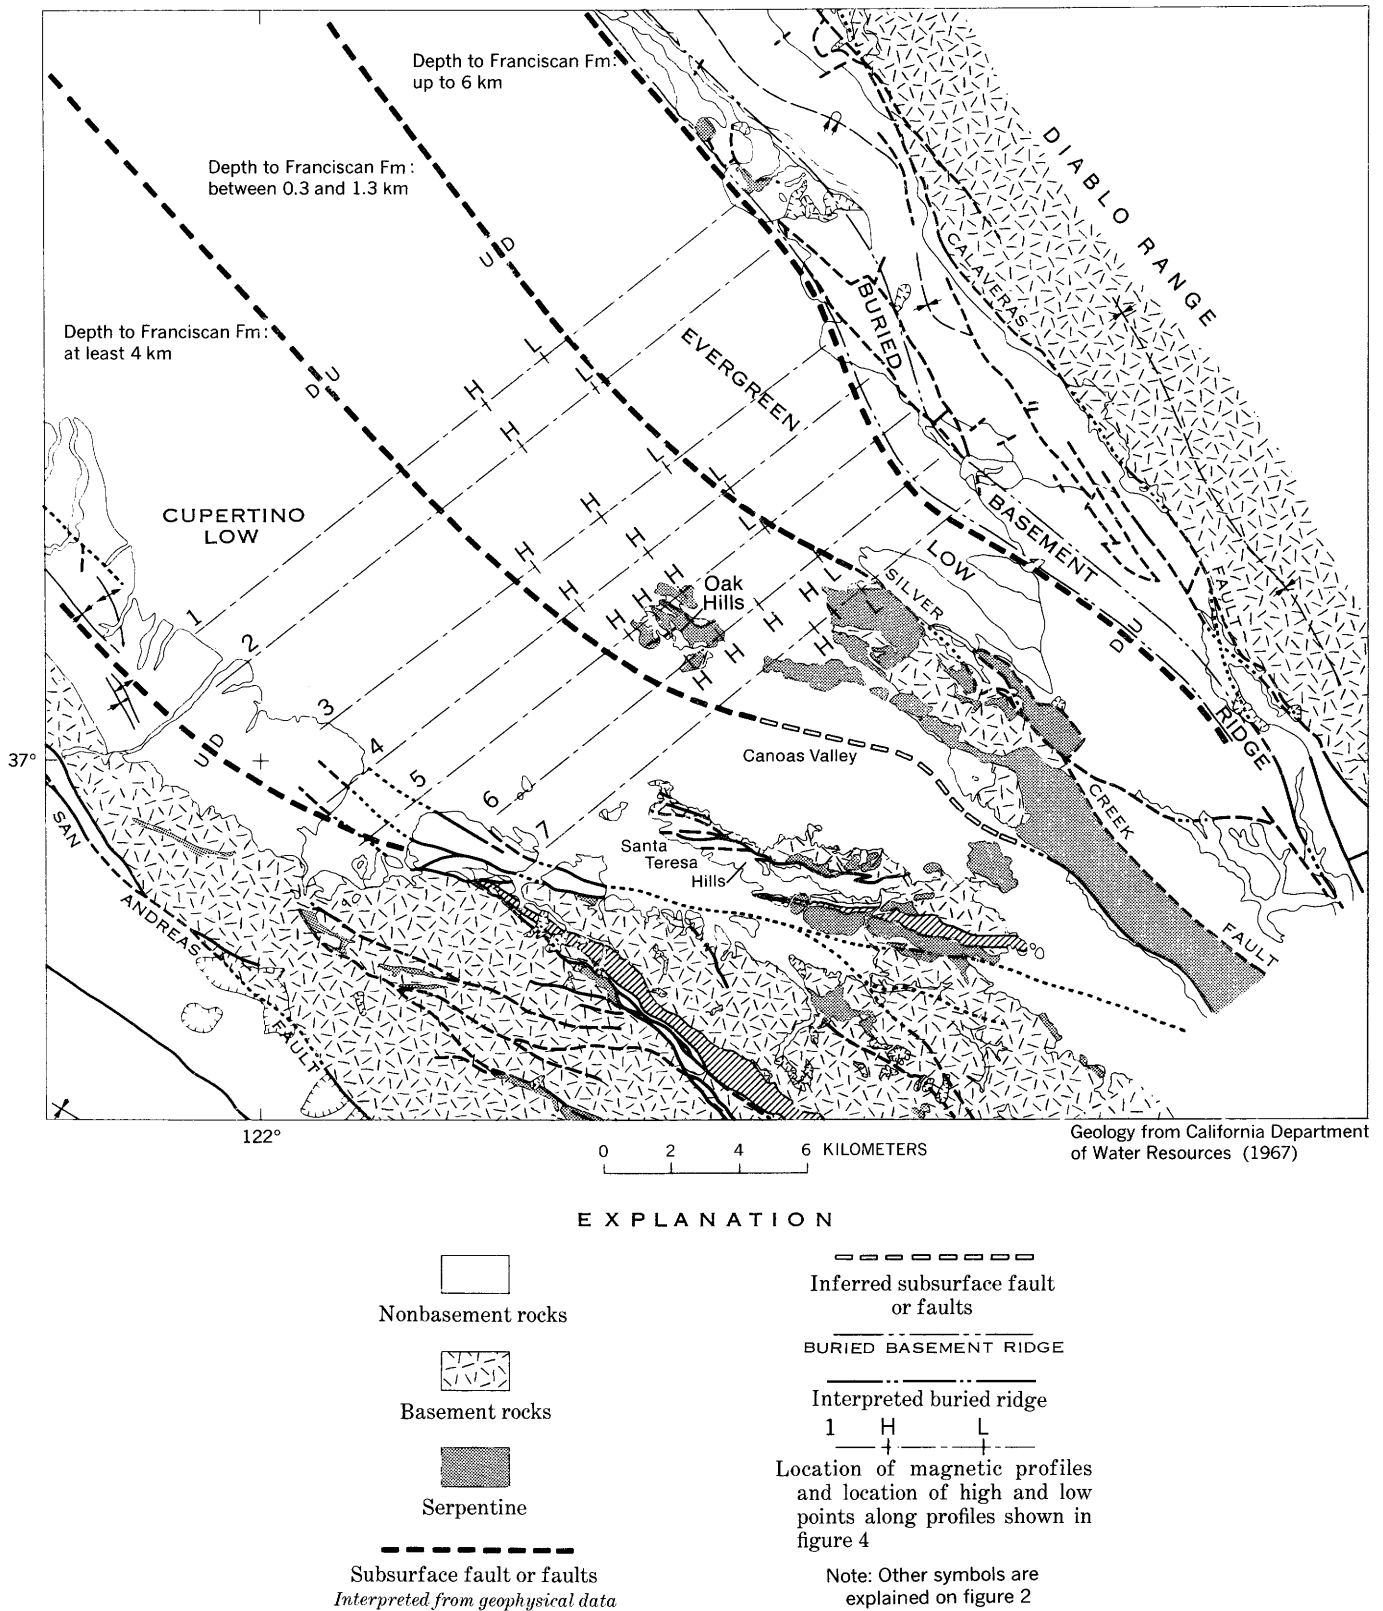 Depth to Franciscan Fm:
up to 6 km
DIABLO RANGE
Depth to Franciscan Fm:
between 0.3 and 1.3 km
D
U
CALAVERAS
BURIED
Depth to Franciscan Fm:
at least 4 km
EVERGREEN
L
U
D
L
H
H
L
L
H
CUPERTINO
LOW
L
BASEMENT
H
H
LOW
H
H
Oak
Hills
H
L
SILVER
FAULT
H
H
H
L
1
2
H
H
H
U
D
3
RIDGE
D
U
4
Canoas Valley
37°
5
6
7
CREEK
SAN
Santa
Teresa
Hills
ANDREAS
FAULT
FAULT
122°
0 2 4 6 KILOMETERS
Geology from California Department
of Water Resources (1967)
EXPLANATION
Nonbasement rocks
Basement rocks
Serpentine
Subsurface fault or faults
Interpreted from geophysical data
Inferred subsurface fault
or faults
BURIED BASEMENT RIDGE
Interpreted buried ridge
1 H L
Location of magnetic profiles
and location of high and low
points along profiles shown in
figure 4
Note: Other symbols are
explained on figure 2